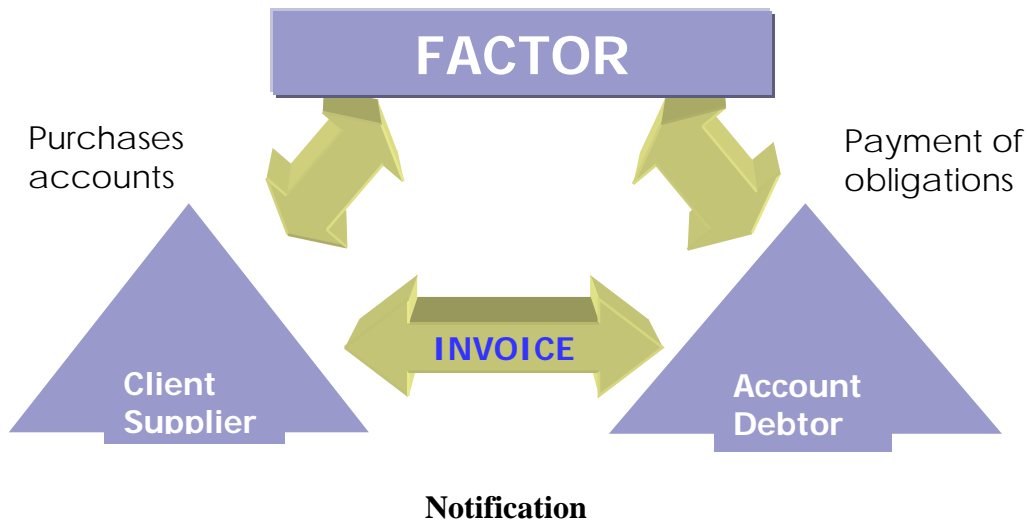 FACTOR
Purchases
accounts
Payment of
obligations
INVOICE
Client
Supplier
Account
Debtor
Notification